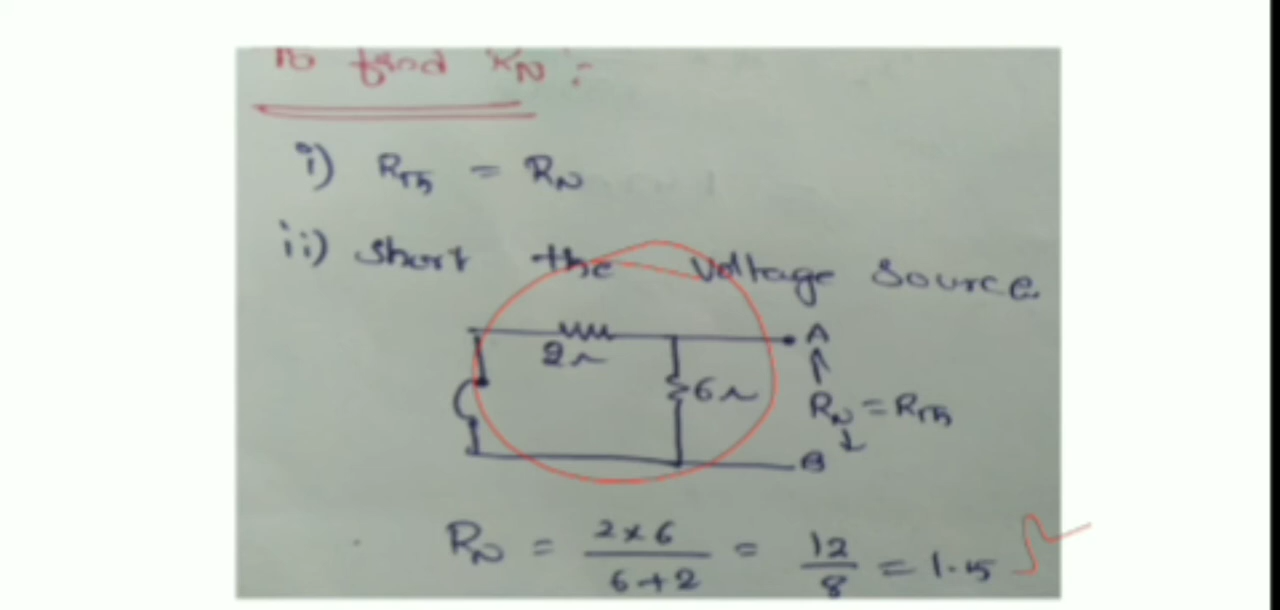 To find RN :
i) RTh = RN
ii) short the voltage source
2Ω
6Ω
A
RN = RTh
B
RN = 2×6 / 6+2 = 12 / 8 = 1.5 Ω